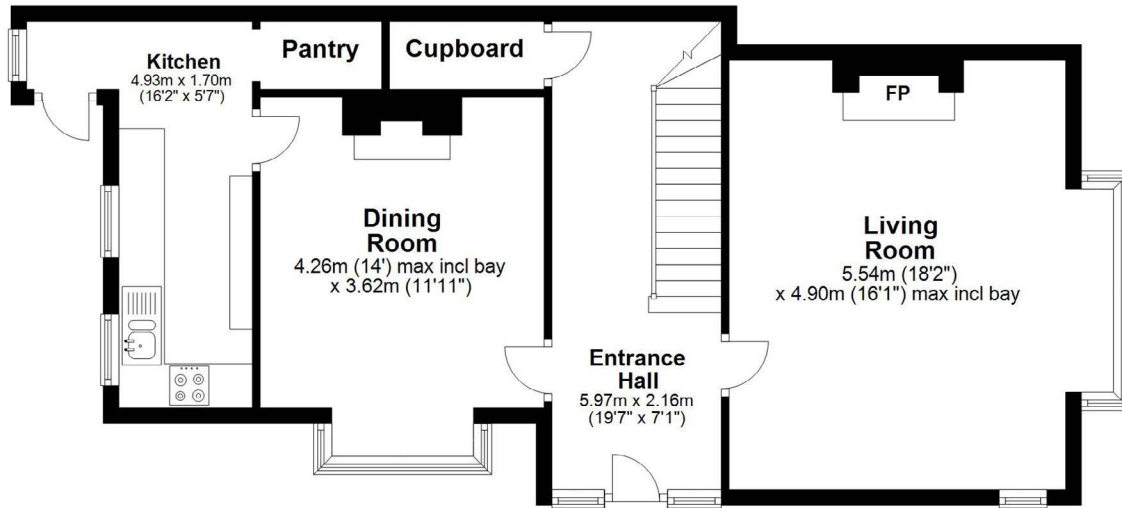 Kitchen
4.93m x 1.70m
(16'2" x 5'7")
Pantry
Cupboard
FP
Dining
Room
4.26m (14') max incl bay
x 3.62m (11'11")
Living
Room
5.54m (18'2")
x 4.90m (16'1") max incl bay
Entrance
Hall
5.97m x 2.16m
(19'7" x 7'1")